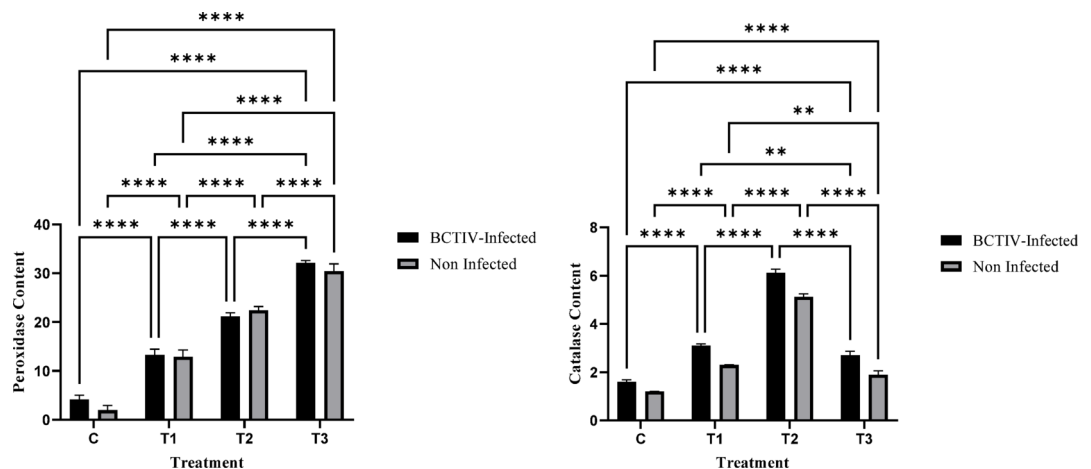 ****
****
****
****
**** **** ****
**** **** ****
40
30
20
10
0
Peroxidase Content
C T1 T2 T3
Treatment
BCTIV-Infected
Non Infected
****
****
**
**
**** **** ****
**** **** ****
8
6
4
2
0
Catalase Content
C T1 T2 T3
Treatment
BCTIV-Infected
Non Infected